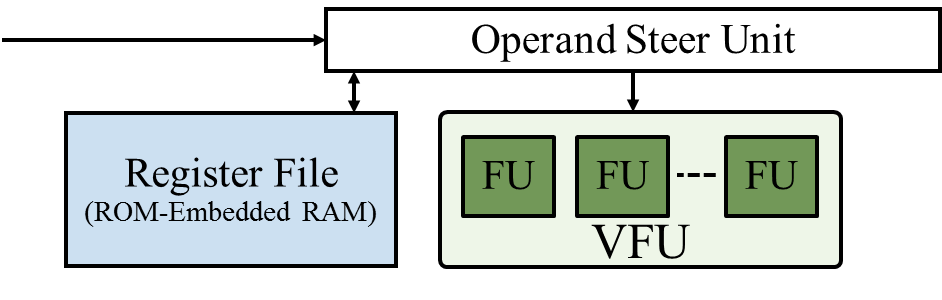 Operand Steer Unit
Register File
(ROM-Embedded RAM)
FU FU FU
VFU